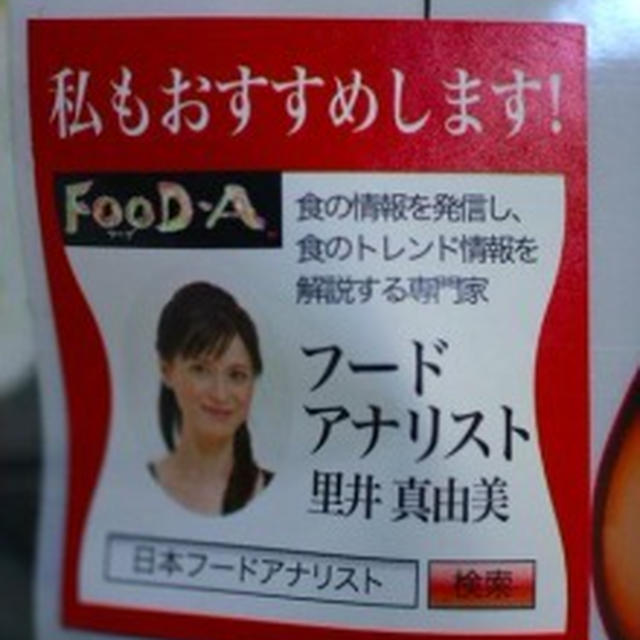 私もおすすめします!
FOOD・A
食の情報を発信し、
食のトレンド情報を
解説する専門家
フード
アナリスト
里井 真由美
日本フードアナリスト
検索